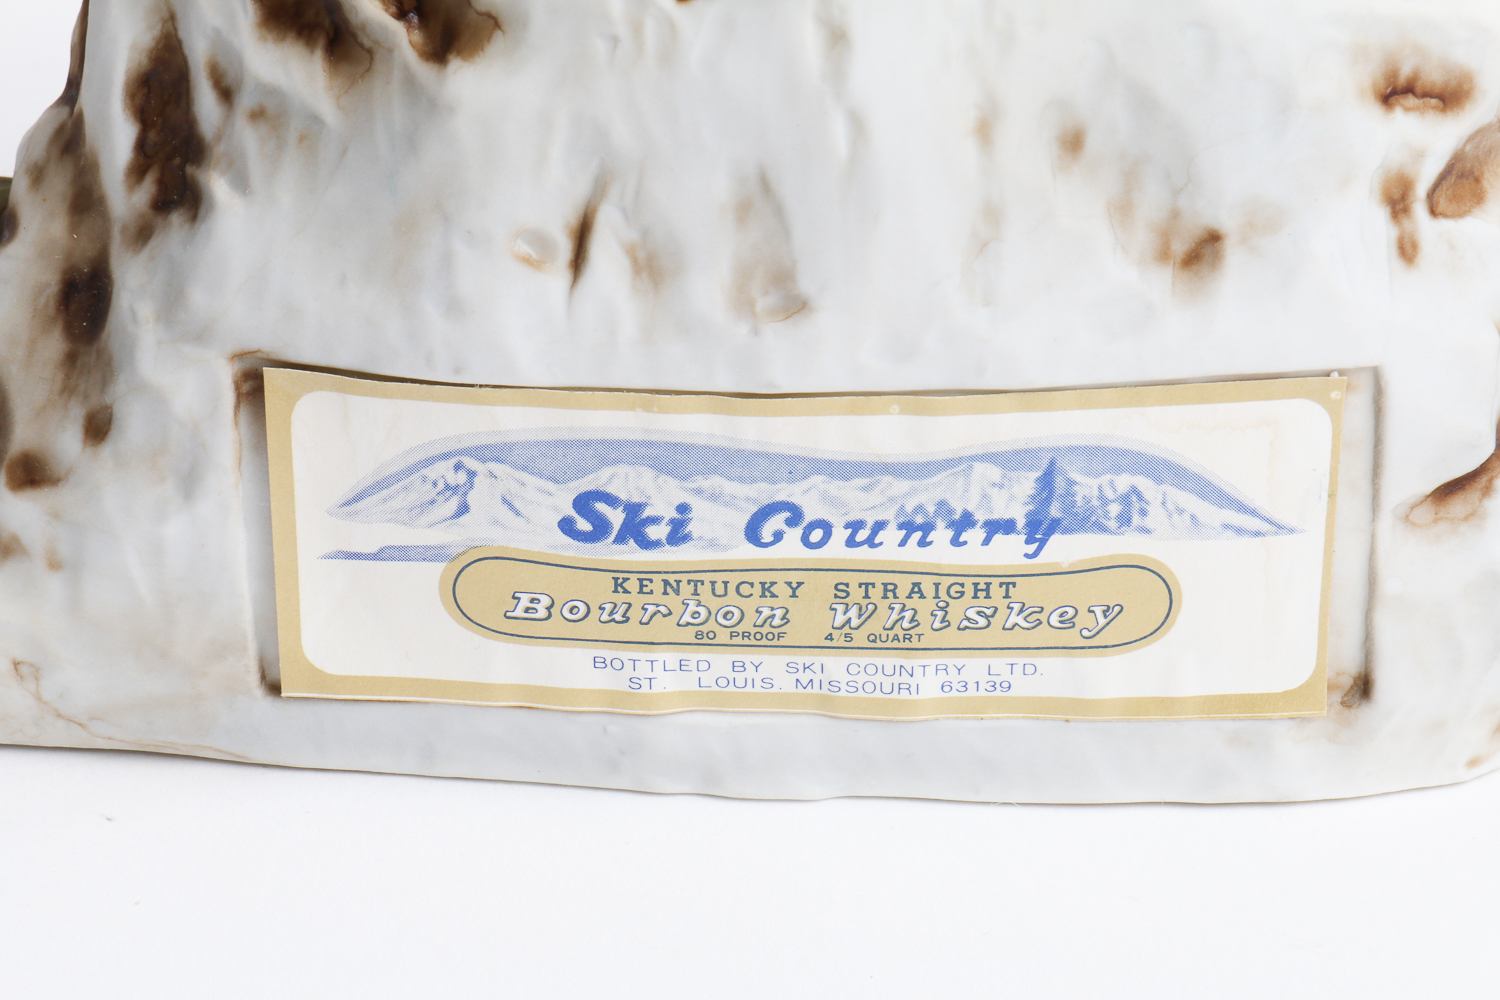 Ski Country
KENTUCKY STRAIGHT
Bourbon Whiskey
80 PROOF 4/5 QUART
BOTTLED BY SKI COUNTRY LTD.
ST. LOUIS. MISSOURI 63139